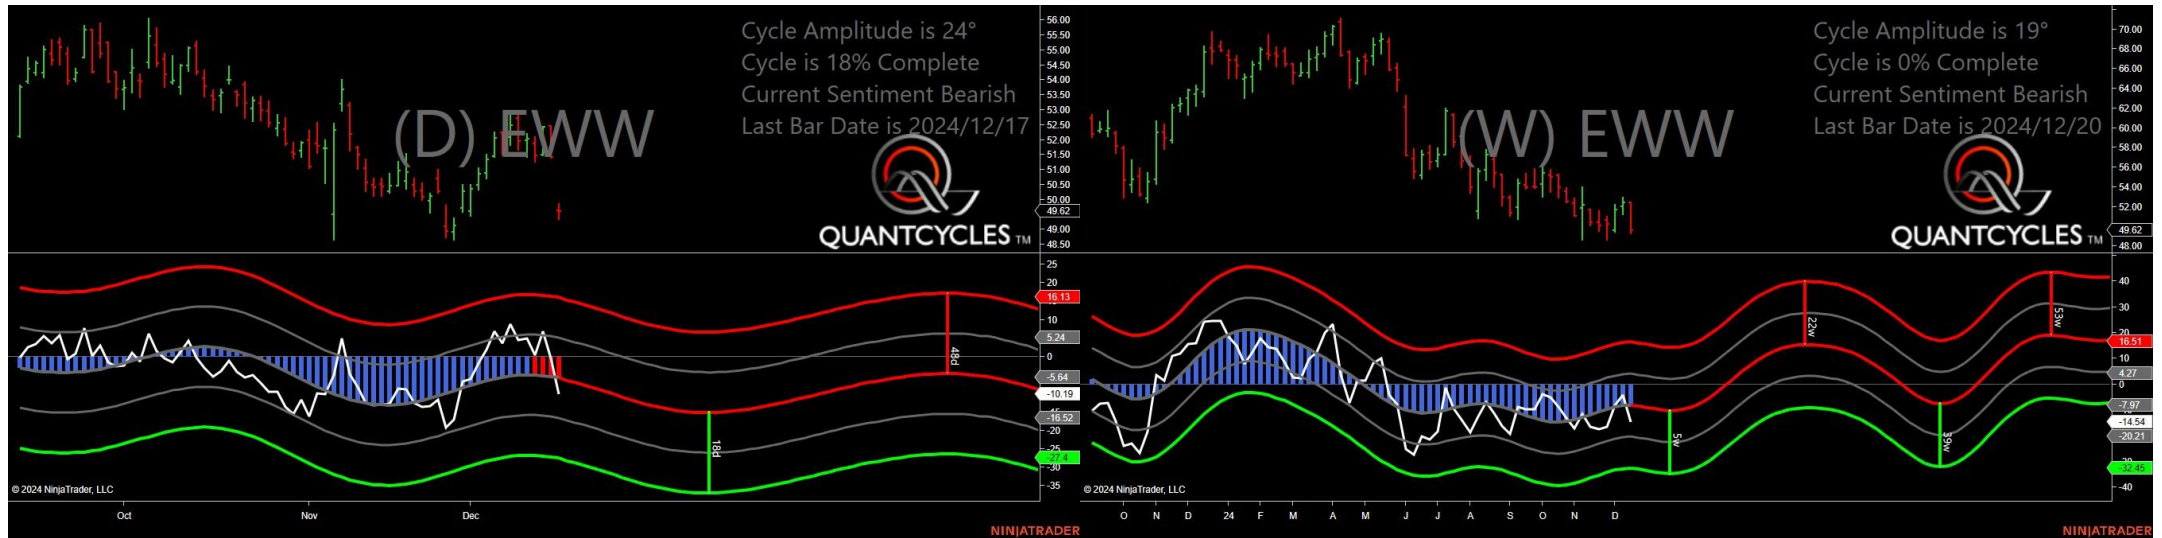 Cycle Amplitude is 24°
Cycle is 18% Complete
Current Sentiment Bearish
Last Bar Date is 2024/12/17
(D) EWW
QUANTCYCLES TM
56.00
55.50
55.00
54.50
54.00
53.50
53.00
52.50
52.00
51.50
51.00
50.50
50.00
49.62
49.00
48.50
25
20
16.13
10
5.24
0
-5.64
-10.19
-16.52
-20
-25
-27.4
-30
-35
48d
18d
© 2024 NinjaTrader, LLC
Oct Nov Dec
NINJATRADER
Cycle Amplitude is 19°
Cycle is 0% Complete
Current Sentiment Bearish
Last Bar Date is 2024/12/20
(W) EWW
QUANTCYCLES TM
70.00
68.00
66.00
64.00
62.00
60.00
58.00
56.00
54.00
52.00
49.62
48.00
40
30
20
16.51
10
4.27
0
-7.97
-14.54
-20.21
-32.45
-40
22w
53w
5w
39w
© 2024 NinjaTrader, LLC
O N D 24 F M A M J J A S O N D
NINJATRADER